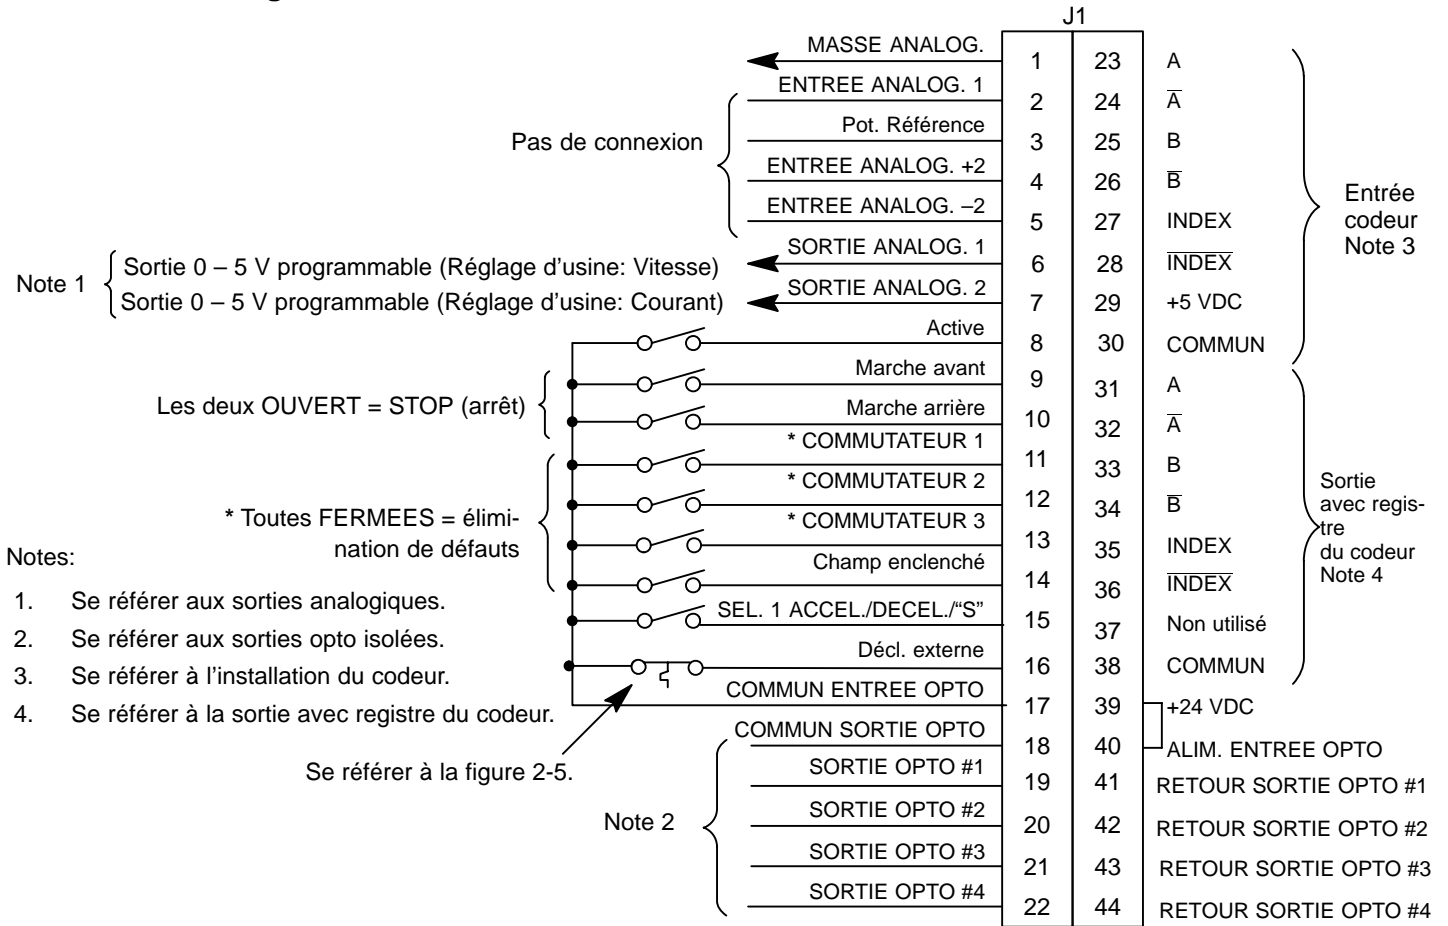 J1
MASSE ANALOG. 1 23 A
ENTREE ANALOG. 1 2 24 A̅
Pas de connexion
Pot. Référence 3 25 B
ENTREE ANALOG. +2 4 26 B̅
ENTREE ANALOG. –2 5 27 INDEX
Entrée
codeur
Note 3
Note 1
Sortie 0 – 5 V programmable (Réglage d'usine: Vitesse) SORTIE ANALOG. 1 6 28 I̅N̅D̅E̅X̅
Sortie 0 – 5 V programmable (Réglage d'usine: Courant) SORTIE ANALOG. 2 7 29 +5 VDC
Active 8 30 COMMUN
Marche avant 9 31 A
Les deux OUVERT = STOP (arrêt)
Marche arrière 10 32 A̅
* COMMUTATEUR 1 11 33 B
* COMMUTATEUR 2 12 34 B̅
* Toutes FERMEES = élimi-
nation de défauts
* COMMUTATEUR 3 13 35 INDEX
Champ enclenché 14 36 I̅N̅D̅E̅X̅
Sortie
avec regis-
tre
du codeur
Note 4
SEL. 1 ACCEL./DECEL./“S” 15 37 Non utilisé
Décl. externe 16 38 COMMUN
COMMUN ENTREE OPTO 17 39 +24 VDC
COMMUN SORTIE OPTO 18 40 ALIM. ENTREE OPTO
Se référer à la figure 2-5.
SORTIE OPTO #1 19 41 RETOUR SORTIE OPTO #1
Note 2
SORTIE OPTO #2 20 42 RETOUR SORTIE OPTO #2
SORTIE OPTO #3 21 43 RETOUR SORTIE OPTO #3
SORTIE OPTO #4 22 44 RETOUR SORTIE OPTO #4
Notes:
1. Se référer aux sorties analogiques.
2. Se référer aux sorties opto isolées.
3. Se référer à l'installation du codeur.
4. Se référer à la sortie avec registre du codeur.